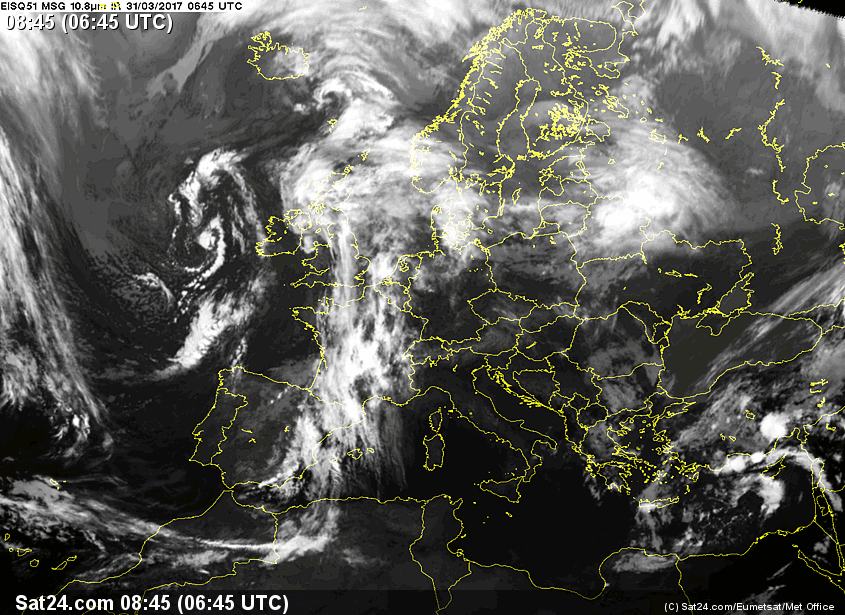 EISQ51 MSG 10.8µm IR 31/03/2017 0645 UTC
08:45 (06:45 UTC)
Sat24.com 08:45 (06:45 UTC)
(C) Sat24.com/Eumetsat/Met Office